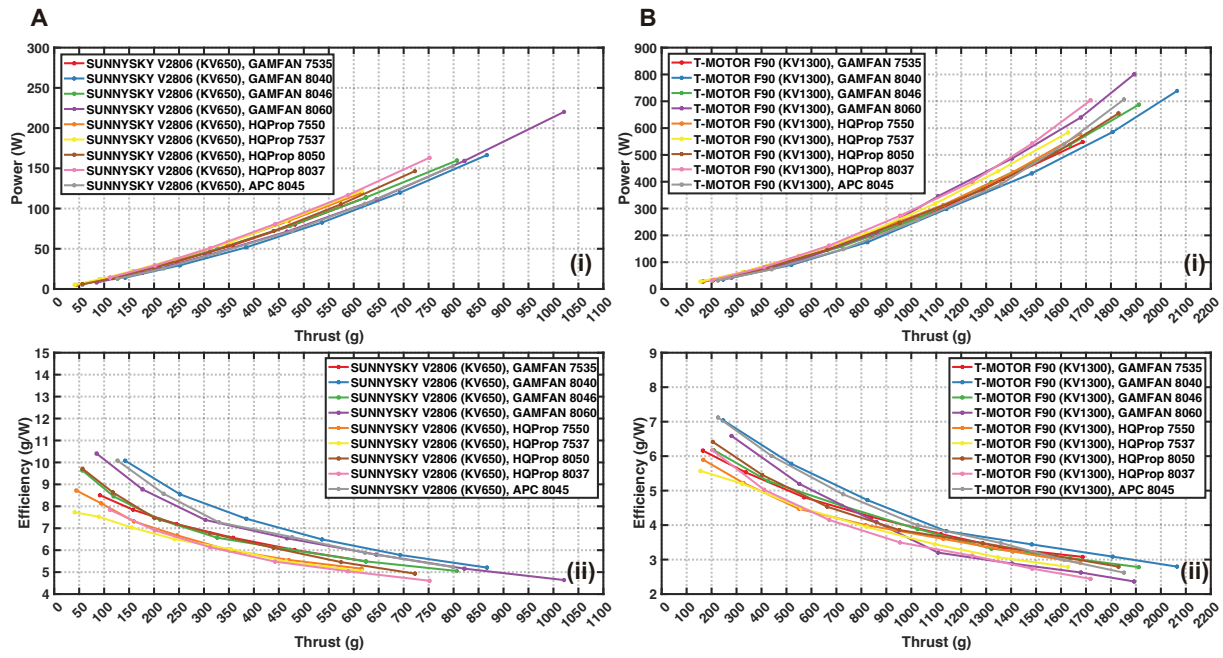 A
300
250
200
150
100
50
0
Power (W)
SUNNYSKY V2806 (KV650), GAMFAN 7535
SUNNYSKY V2806 (KV650), GAMFAN 8040
SUNNYSKY V2806 (KV650), GAMFAN 8046
SUNNYSKY V2806 (KV650), GAMFAN 8060
SUNNYSKY V2806 (KV650), HQProp 7550
SUNNYSKY V2806 (KV650), HQProp 7537
SUNNYSKY V2806 (KV650), HQProp 8050
SUNNYSKY V2806 (KV650), HQProp 8037
SUNNYSKY V2806 (KV650), APC 8045
(i)
0 50 100 150 200 250 300 350 400 450 500 550 600 650 700 750 800 850 900 950 1000 1050 1100
Thrust (g)
B
900
800
700
600
500
400
300
200
100
0
Power (W)
T-MOTOR F90 (KV1300), GAMFAN 7535
T-MOTOR F90 (KV1300), GAMFAN 8040
T-MOTOR F90 (KV1300), GAMFAN 8046
T-MOTOR F90 (KV1300), GAMFAN 8060
T-MOTOR F90 (KV1300), HQProp 7550
T-MOTOR F90 (KV1300), HQProp 7537
T-MOTOR F90 (KV1300), HQProp 8050
T-MOTOR F90 (KV1300), HQProp 8037
T-MOTOR F90 (KV1300), APC 8045
(i)
0 100 200 300 400 500 600 700 800 900 1000 1100 1200 1300 1400 1500 1600 1700 1800 1900 2000 2100 2200
Thrust (g)
15
14
13
12
11
10
9
8
7
6
5
4
Efficiency (g/W)
SUNNYSKY V2806 (KV650), GAMFAN 7535
SUNNYSKY V2806 (KV650), GAMFAN 8040
SUNNYSKY V2806 (KV650), GAMFAN 8046
SUNNYSKY V2806 (KV650), GAMFAN 8060
SUNNYSKY V2806 (KV650), HQProp 7550
SUNNYSKY V2806 (KV650), HQProp 7537
SUNNYSKY V2806 (KV650), HQProp 8050
SUNNYSKY V2806 (KV650), HQProp 8037
SUNNYSKY V2806 (KV650), APC 8045
(ii)
0 50 100 150 200 250 300 350 400 450 500 550 600 650 700 750 800 850 900 950 1000 1050 1100
Thrust (g)
9
8
7
6
5
4
3
2
Efficiency (g/W)
T-MOTOR F90 (KV1300), GAMFAN 7535
T-MOTOR F90 (KV1300), GAMFAN 8040
T-MOTOR F90 (KV1300), GAMFAN 8046
T-MOTOR F90 (KV1300), GAMFAN 8060
T-MOTOR F90 (KV1300), HQProp 7550
T-MOTOR F90 (KV1300), HQProp 7537
T-MOTOR F90 (KV1300), HQProp 8050
T-MOTOR F90 (KV1300), HQProp 8037
T-MOTOR F90 (KV1300), APC 8045
(ii)
0 100 200 300 400 500 600 700 800 900 1000 1100 1200 1300 1400 1500 1600 1700 1800 1900 2000 2100 2200
Thrust (g)